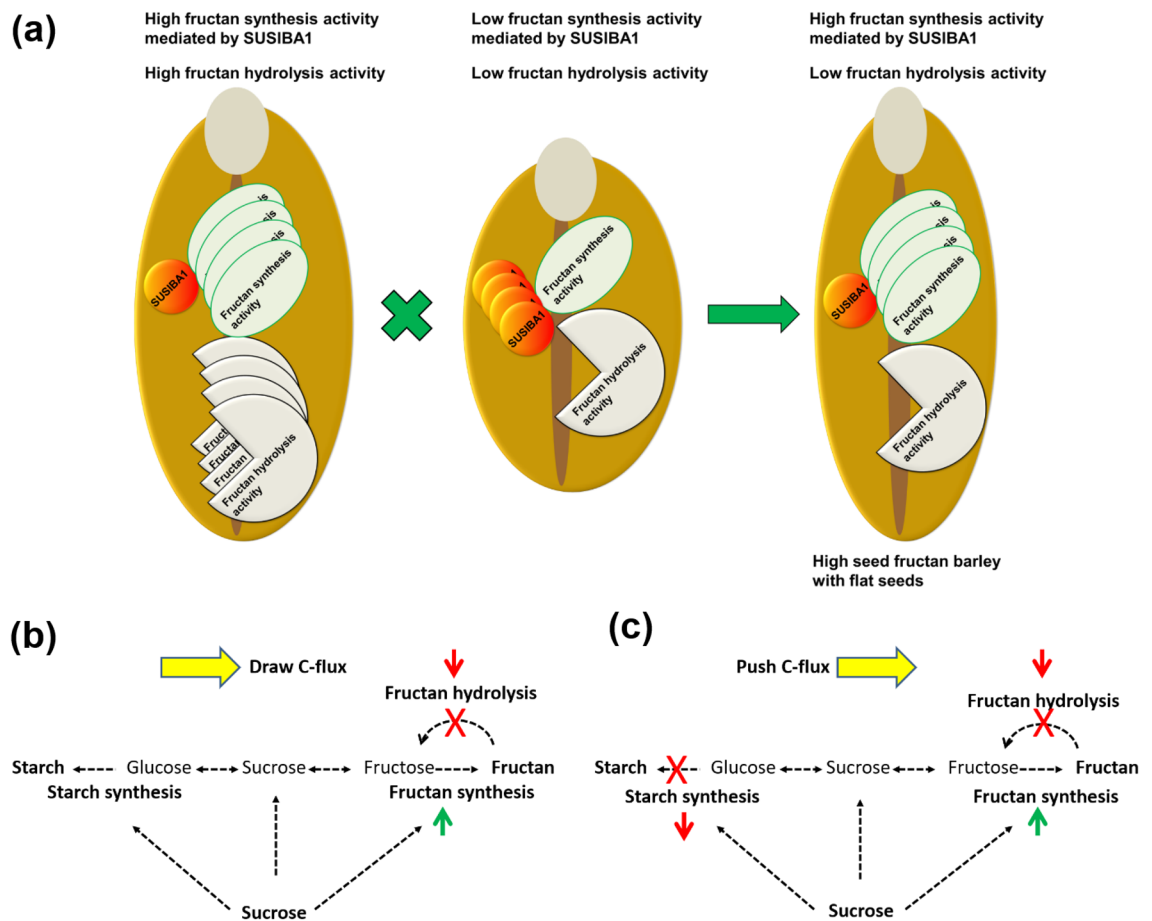 (a)
High fructan synthesis activity
mediated by SUSIBA1
High fructan hydrolysis activity
Low fructan synthesis activity
mediated by SUSIBA1
Low fructan hydrolysis activity
High fructan synthesis activity
mediated by SUSIBA1
Low fructan hydrolysis activity
SUSIBA1
Fructan synthesis
activity
Fructan
Fructan
Fructan hydrolysis
activity
SUSIBA1
Fructan synthesis
activity
Fructan hydrolysis
activity
SUSIBA1
Fructan synthesis
activity
Fructan hydrolysis
activity
High seed fructan barley
with flat seeds
(b)
Draw C-flux
Fructan hydrolysis
Starch Glucose Sucrose Fructose Fructan
Starch synthesis Fructan synthesis
Sucrose
(c)
Push C-flux
Fructan hydrolysis
Starch Glucose Sucrose Fructose Fructan
Starch synthesis Fructan synthesis
Sucrose